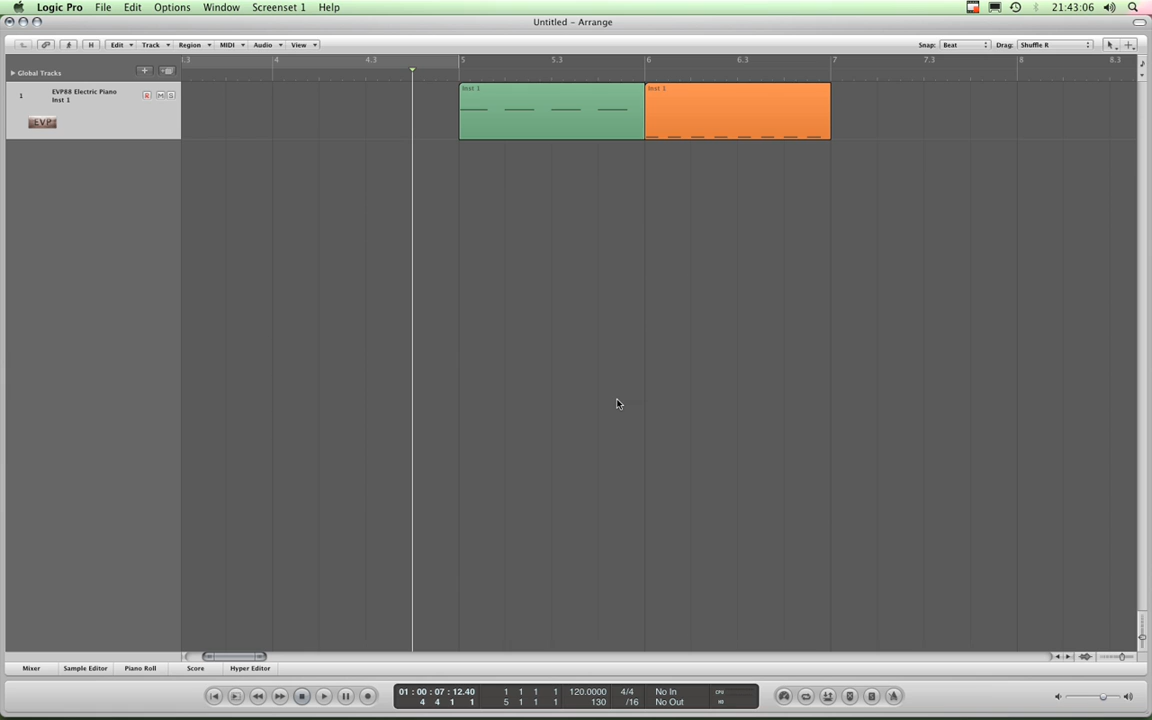 Logic Pro File Edit Options Window Screenset 1 Help 21:43:06
Untitled – Arrange
H Edit Track Region MIDI Audio View Snap: Beat Drag: Shuffle R
Global Tracks
4 4.3 5 5.3 6 6.3 7 7.3 8 8.3
1 EVP88 Electric Piano R M S
Inst 1
EVP
Inst 1 Inst 1
Mixer Sample Editor Piano Roll Score Hyper Editor
01 : 00 : 07 : 12.40 1 1 1 1 120.0000 4/4 No In CPU
4 4 1 1 5 1 1 1 130 /16 No Out HD